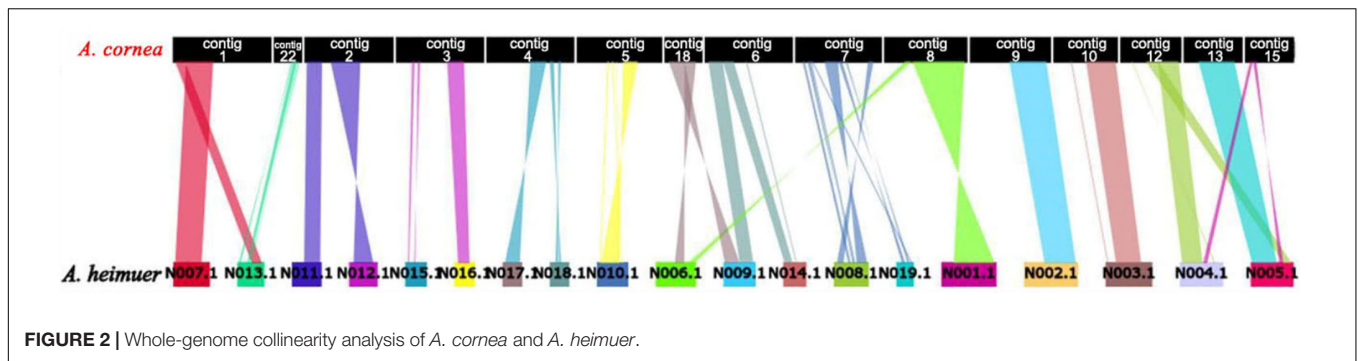 A. cornea contig 1 contig 22 contig 2 contig 3 contig 4 contig 5 contig 18 contig 6 contig 7 contig 8 contig 9 contig 10 contig 12 contig 13 contig 15
A. heimuer N007.1 N013.1 N011.1 N012.1 N015.1 N016.1 N017.1 N018.1 N010.1 N006.1 N009.1 N014.1 N008.1 N019.1 N001.1 N002.1 N003.1 N004.1 N005.1
FIGURE 2 | Whole-genome collinearity analysis of A. cornea and A. heimuer.